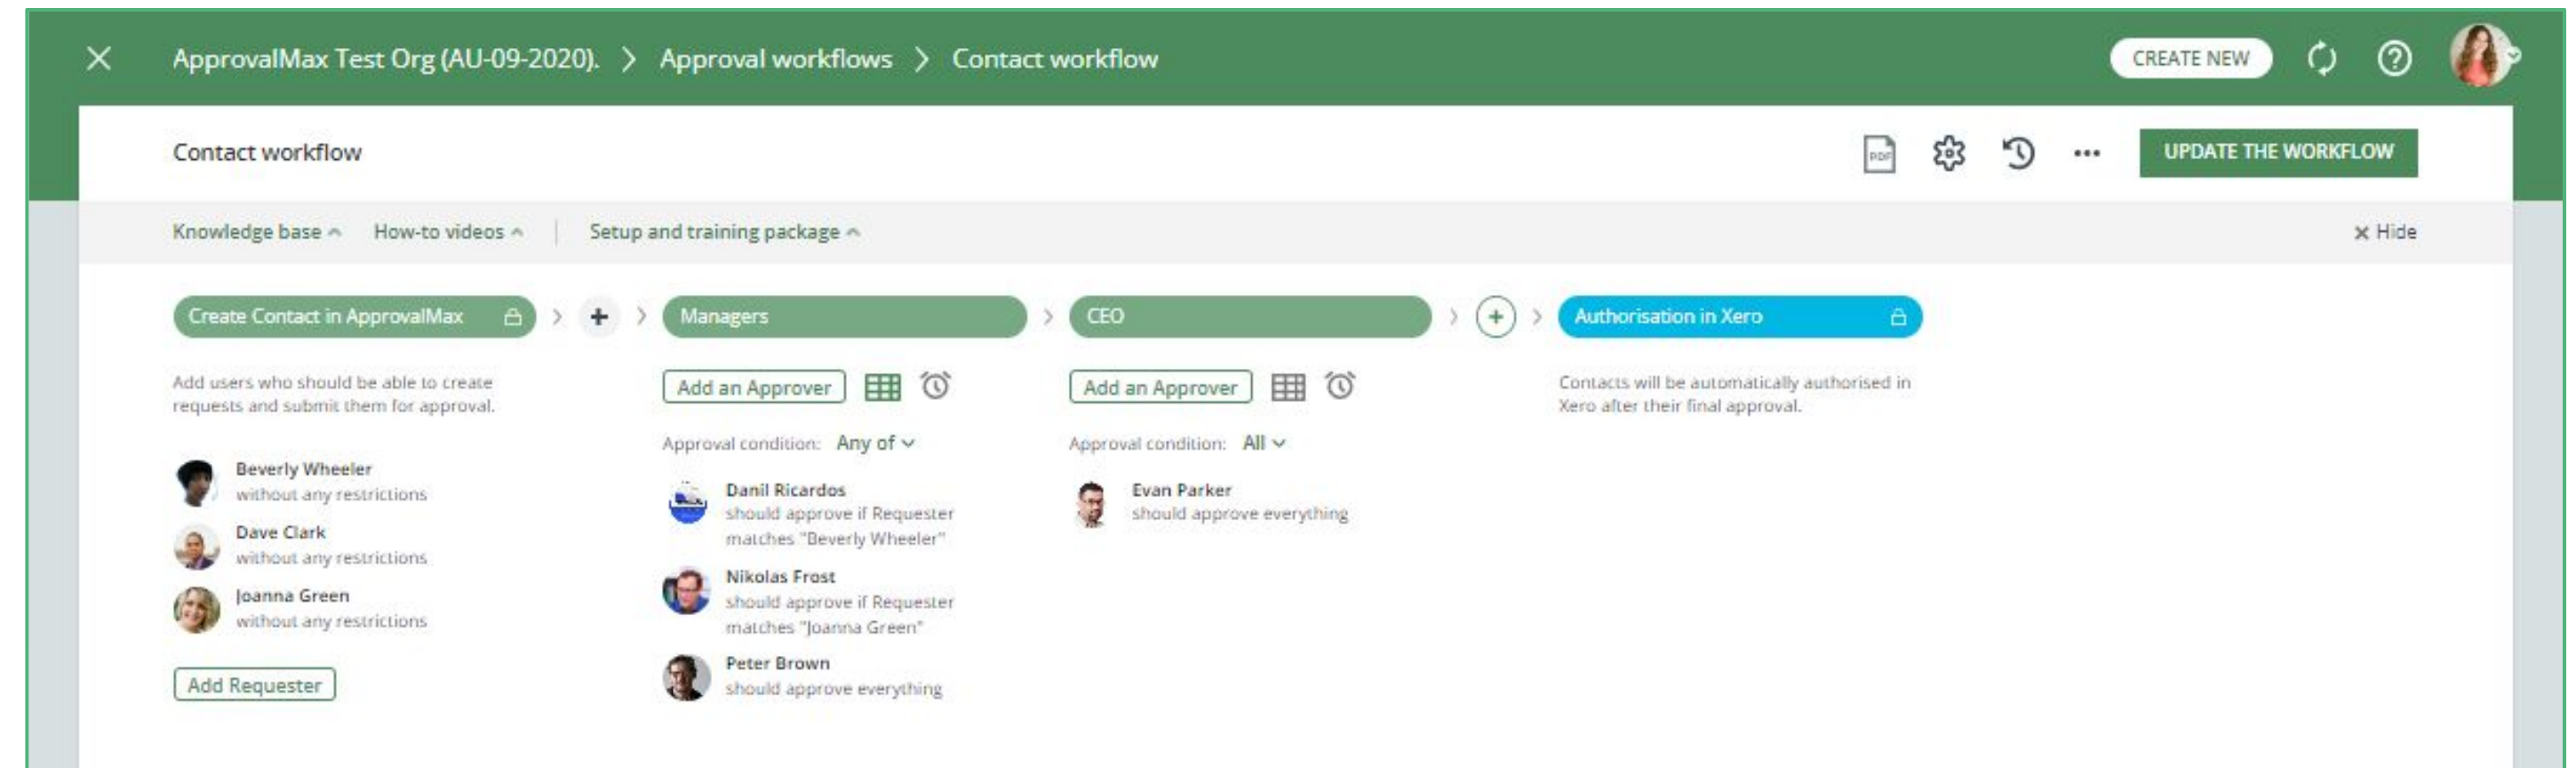 ApprovalMax Test Org (AU-09-2020). > Approval workflows > Contact workflow
CREATE NEW
Contact workflow
PDF
UPDATE THE WORKFLOW
Knowledge base
How-to videos
Setup and training package
Hide
Create Contact in ApprovalMax
Add users who should be able to create
requests and submit them for approval.
Beverly Wheeler
without any restrictions
Dave Clark
without any restrictions
Joanna Green
without any restrictions
Add Requester
Managers
Add an Approver
Approval condition: Any of
Danil Ricardos
should approve if Requester
matches "Beverly Wheeler"
Nikolas Frost
should approve if Requester
matches "Joanna Green"
Peter Brown
should approve everything
CEO
Add an Approver
Approval condition: All
Evan Parker
should approve everything
Authorisation in Xero
Contacts will be automatically authorised in
Xero after their final approval.